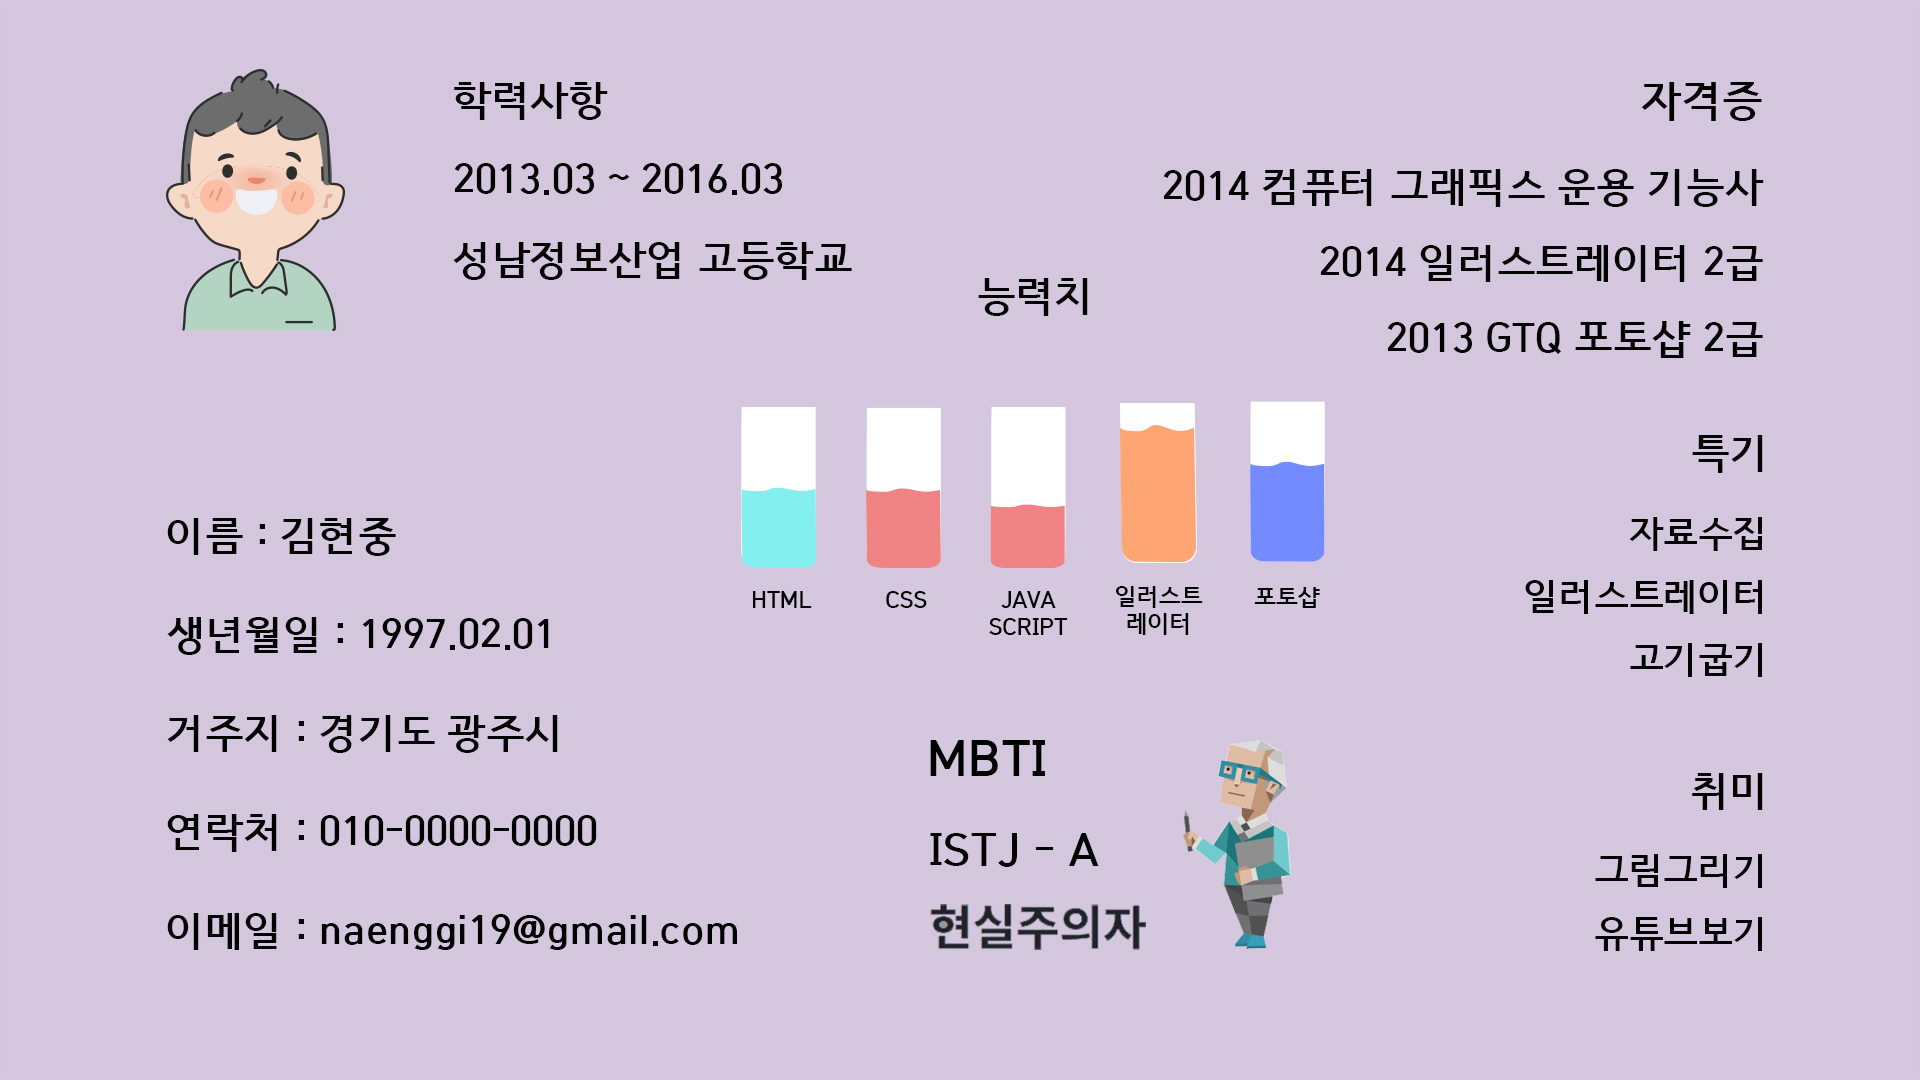 학력사항
2013.03 ~ 2016.03
성남정보산업 고등학교
자격증
2014 컴퓨터 그래픽스 운용 기능사
2014 일러스트레이터 2급
2013 GTQ 포토샵 2급
능력치
HTML
CSS
JAVA
SCRIPT
일러스트
레이터
포토샵
특기
자료수집
일러스트레이터
고기굽기
이름 : 김현중
생년월일 : 1997.02.01
거주지 : 경기도 광주시
연락처 : 010-0000-0000
이메일 : naenggi19@gmail.com
MBTI
ISTJ - A
현실주의자
취미
그림그리기
유튜브보기